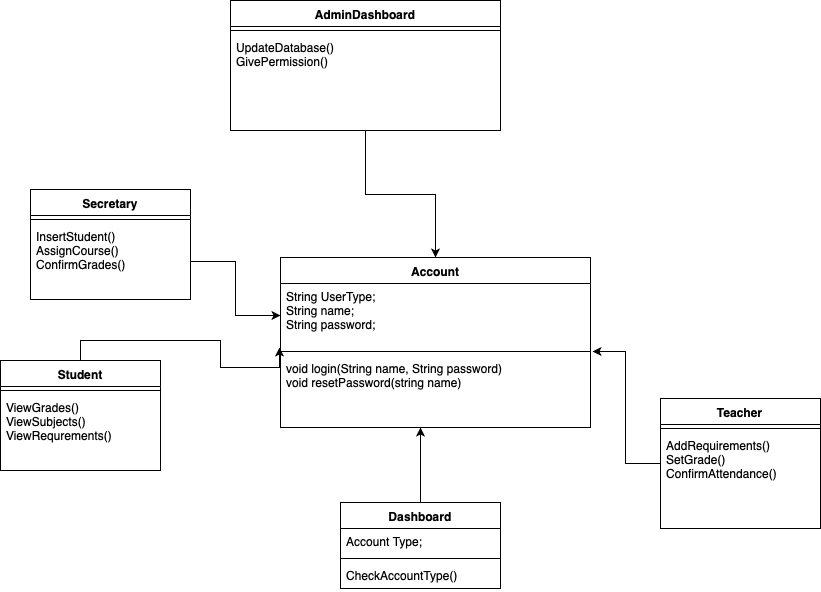 AdminDashboard
UpdateDatabase()
GivePermission()
Secretary
InsertStudent()
AssignCourse()
ConfirmGrades()
Account
String UserType;
String name;
String password;
void login(String name, String password)
void resetPassword(string name)
Student
ViewGrades()
ViewSubjects()
ViewRequrements()
Teacher
AddRequirements()
SetGrade()
ConfirmAttendance()
Dashboard
Account Type;
CheckAccountType()